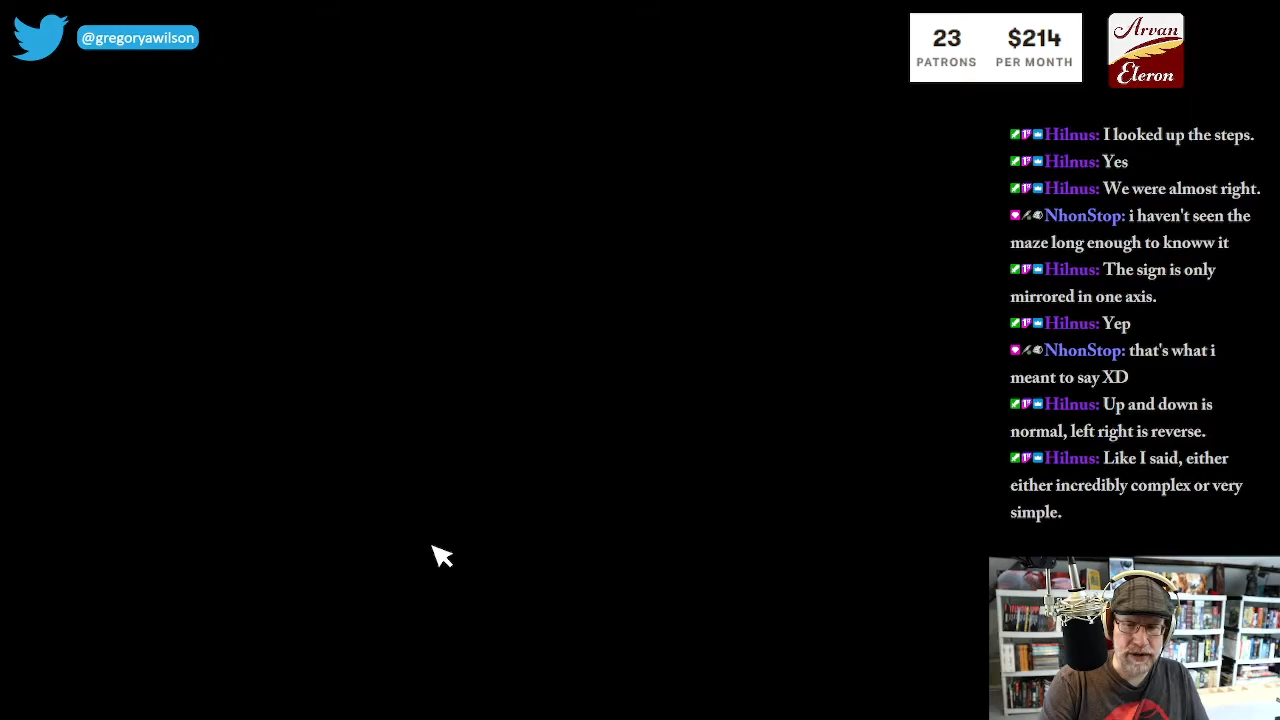 @gregoryawilson
23
PATRONS
$214
PER MONTH
Arvan
Eleron
Hilnus: I looked up the steps.
Hilnus: Yes
Hilnus: We were almost right.
NhonStop: i haven't seen the
maze long enough to knoww it
Hilnus: The sign is only
mirrored in one axis.
Hilnus: Yep
NhonStop: that's what i
meant to say XD
Hilnus: Up and down is
normal, left right is reverse.
Hilnus: Like I said, either
either incredibly complex or very
simple.